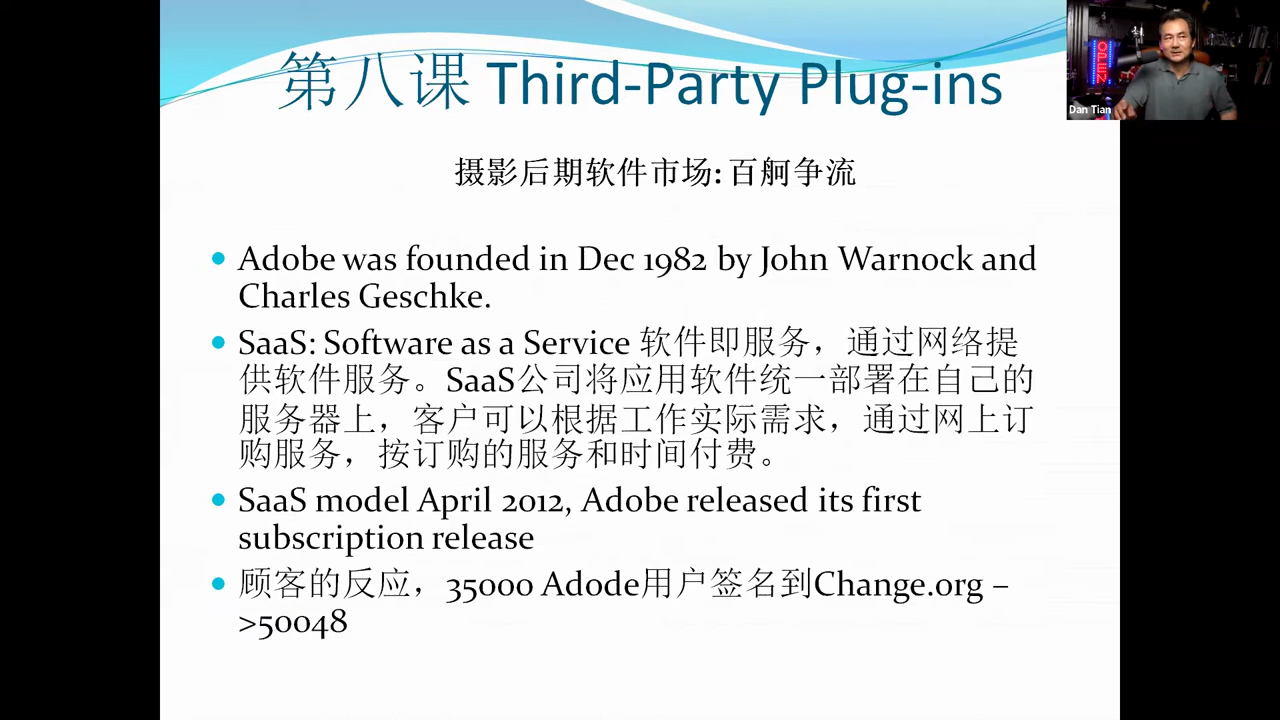 第八课 Third-Party Plug-ins
OPEN
Dan Tian
摄影后期软件市场: 百舸争流
• Adobe was founded in Dec 1982 by John Warnock and
Charles Geschke.
• SaaS: Software as a Service 软件即服务，通过网络提
供软件服务。SaaS公司将应用软件统一部署在自己的
服务器上，客户可以根据工作实际需求，通过网上订
购服务，按订购的服务和时间付费。
• SaaS model April 2012, Adobe released its first
subscription release
• 顾客的反应，35000 Adode用户签名到Change.org –
>50048